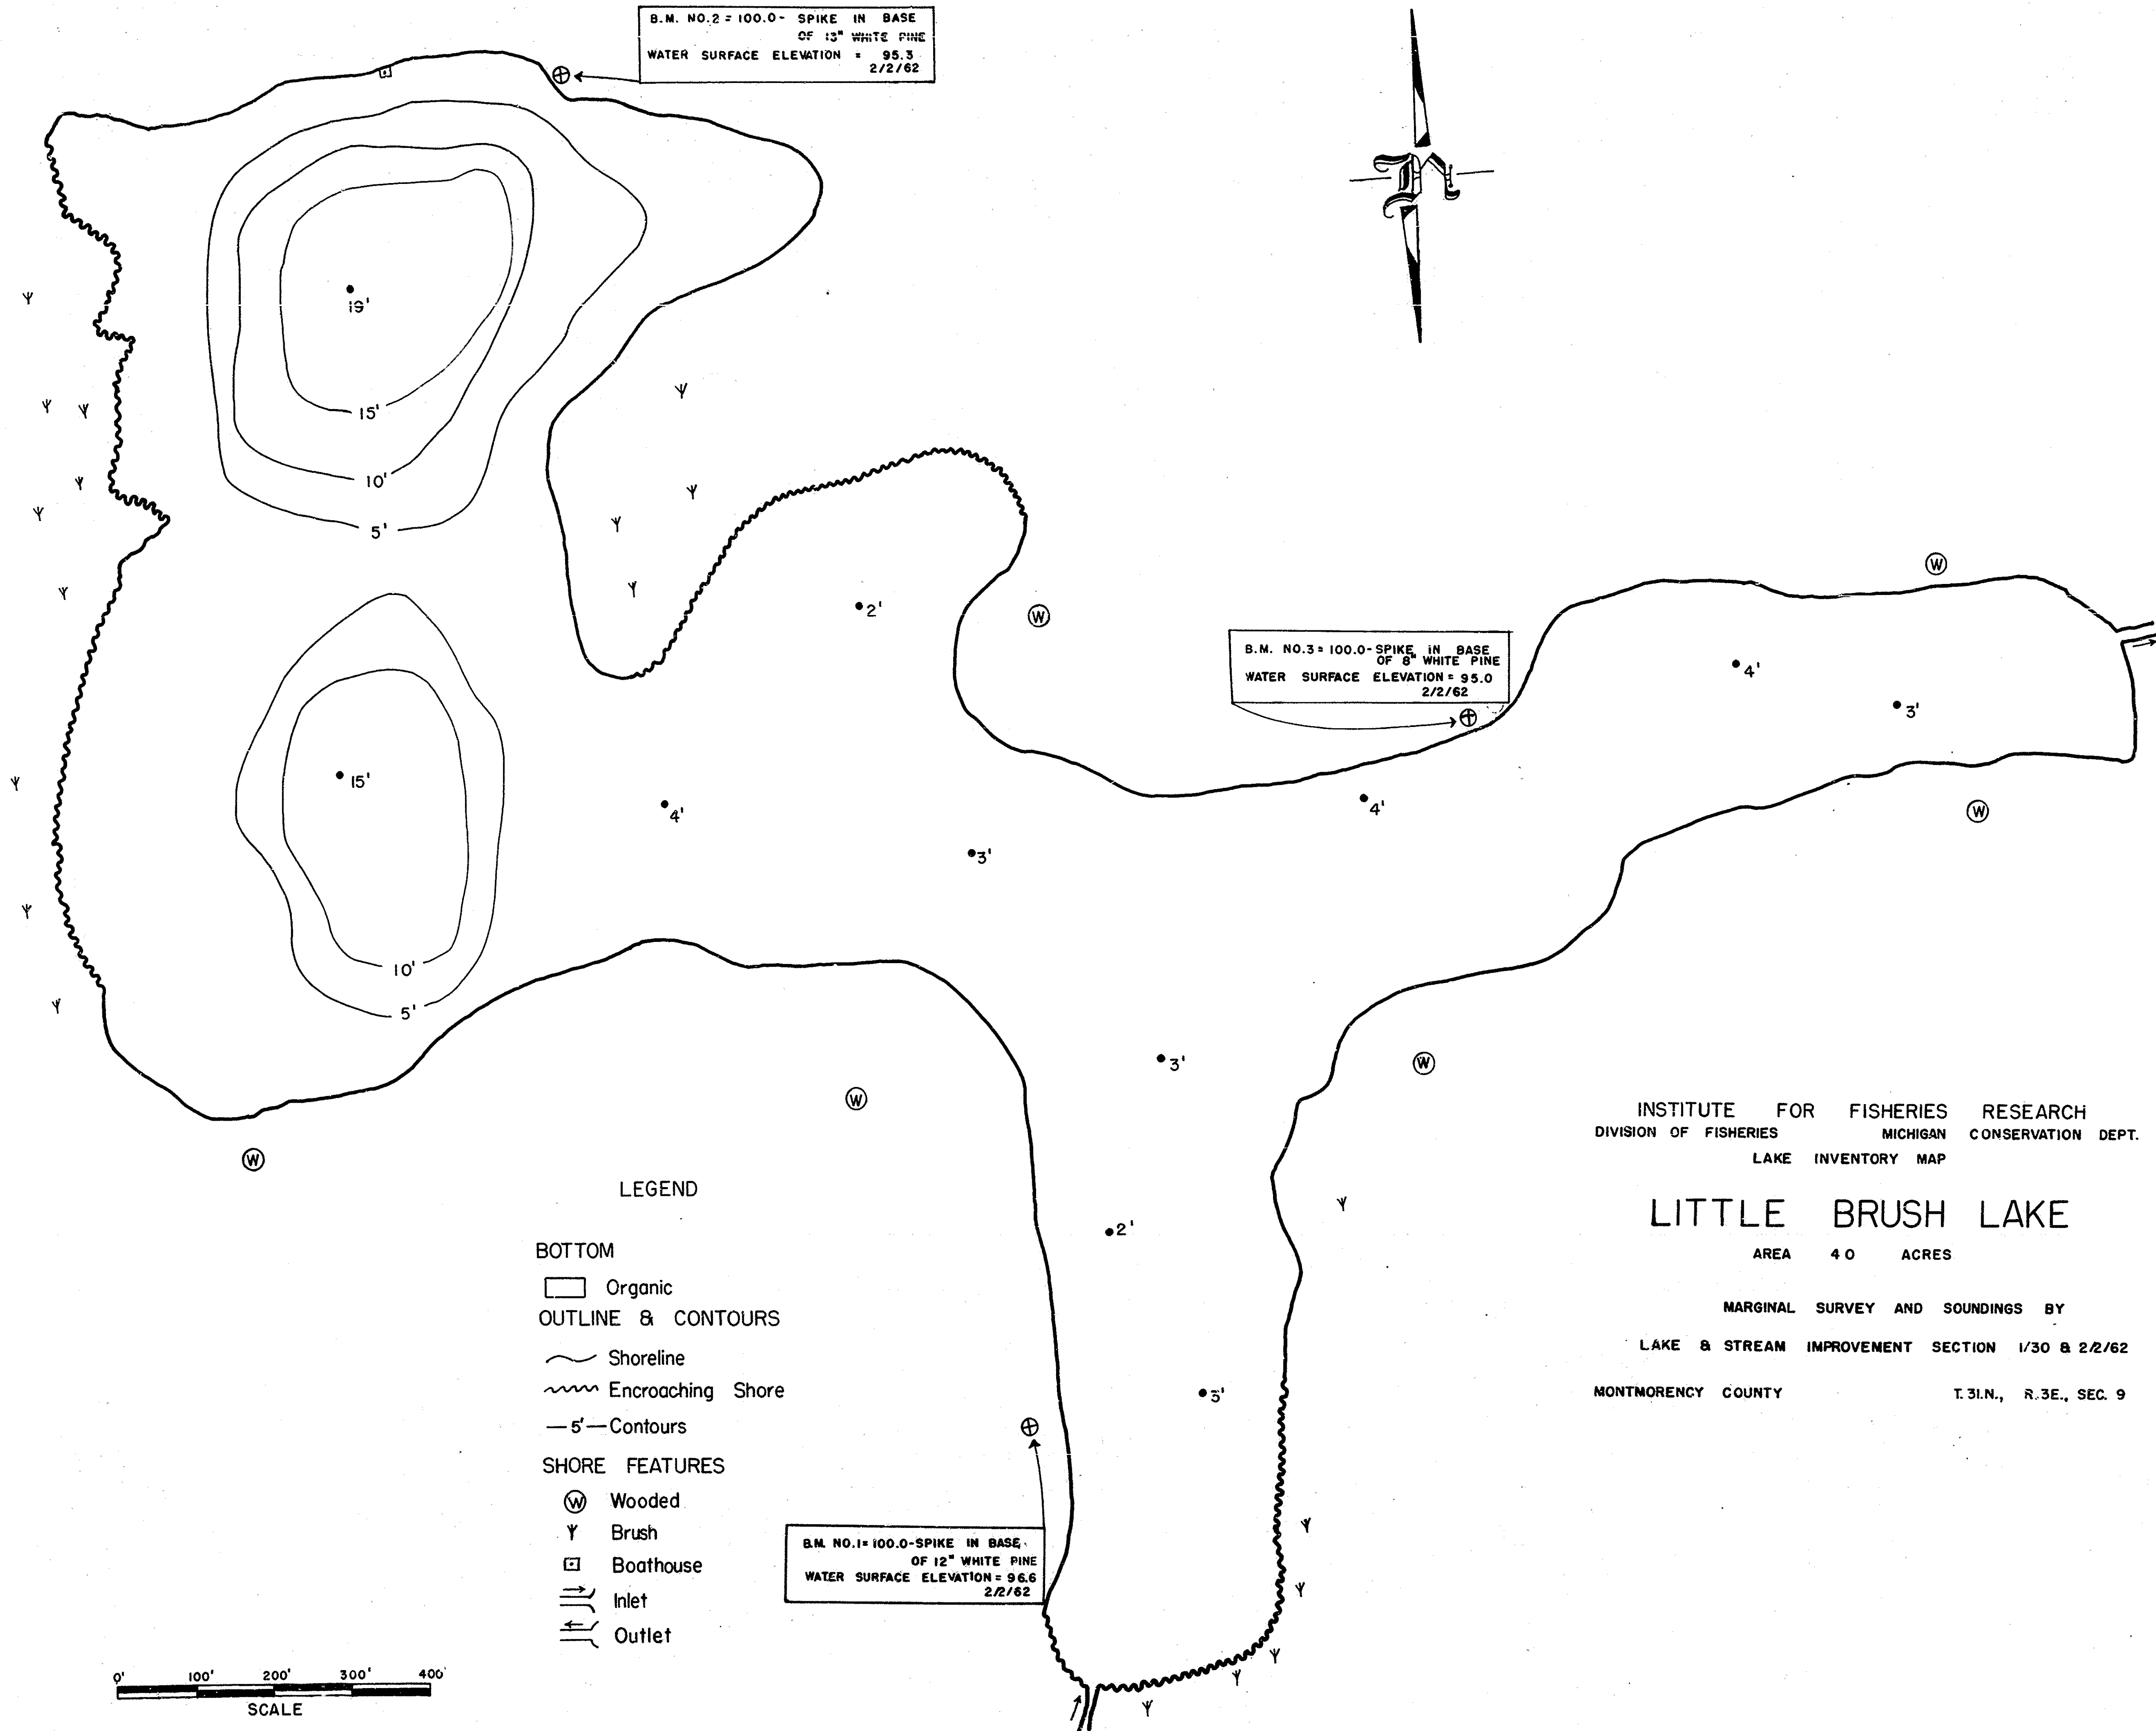 B.M. NO.2 = 100.0- SPIKE IN BASE
OF 13" WHITE PINE
WATER SURFACE ELEVATION = 95.3
2/2/62
N
19'
15'
10'
5'
2'
W
W
B.M. NO.3 = 100.0- SPIKE IN BASE
OF 8" WHITE PINE
WATER SURFACE ELEVATION = 95.0
2/2/62
4'
3'
15'
4'
4'
3'
W
10'
5'
3'
W
W
W
2'
3'
INSTITUTE FOR FISHERIES RESEARCH
DIVISION OF FISHERIES MICHIGAN CONSERVATION DEPT.
LAKE INVENTORY MAP
LITTLE BRUSH LAKE
AREA 40 ACRES
MARGINAL SURVEY AND SOUNDINGS BY
LAKE & STREAM IMPROVEMENT SECTION 1/30 & 2/2/62
MONTMORENCY COUNTY T. 31.N., R. 3E., SEC. 9
LEGEND
BOTTOM
Organic
OUTLINE & CONTOURS
Shoreline
Encroaching Shore
5' Contours
SHORE FEATURES
W Wooded
Brush
Boathouse
Inlet
Outlet
B.M. NO.1= 100.0-SPIKE IN BASE
OF 12" WHITE PINE
WATER SURFACE ELEVATION = 96.6
2/2/62
0' 100' 200' 300' 400'
SCALE